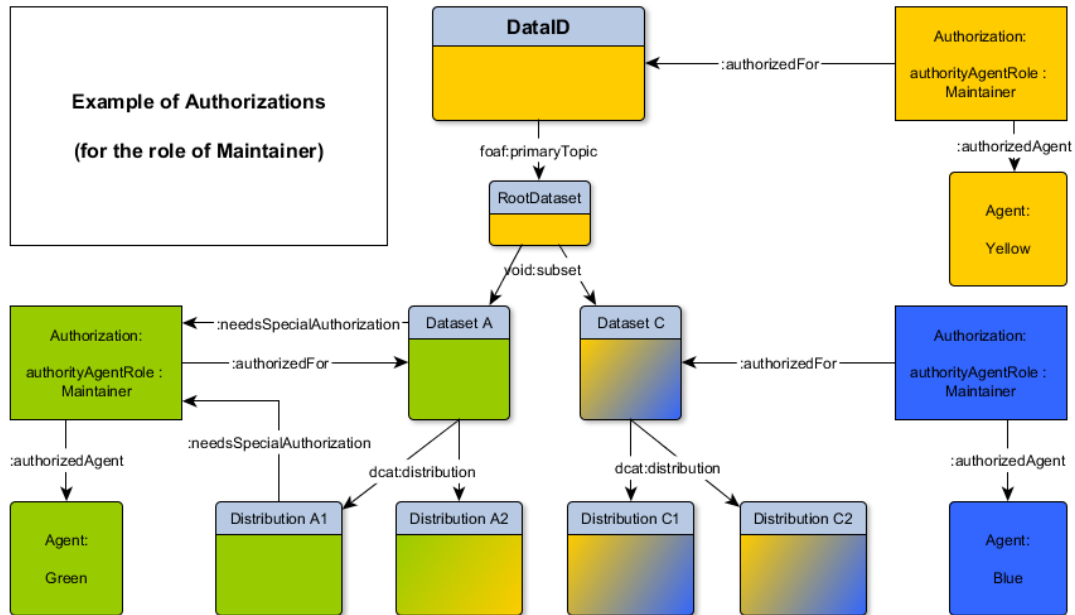 DataID
Authorization:
authorityAgentRole :
Maintainer
:authorizedFor
Example of Authorizations
(for the role of Maintainer)
foaf:primaryTopic
:authorizedAgent
RootDataset
Agent:
Yellow
void:subset
Authorization:
authorityAgentRole :
Maintainer
:needsSpecialAuthorization
:authorizedFor
Dataset A
Dataset C
:authorizedFor
Authorization:
authorityAgentRole :
Maintainer
:needsSpecialAuthorization
:authorizedAgent
dcat:distribution
dcat:distribution
:authorizedAgent
Agent:
Green
Distribution A1
Distribution A2
Distribution C1
Distribution C2
Agent:
Blue